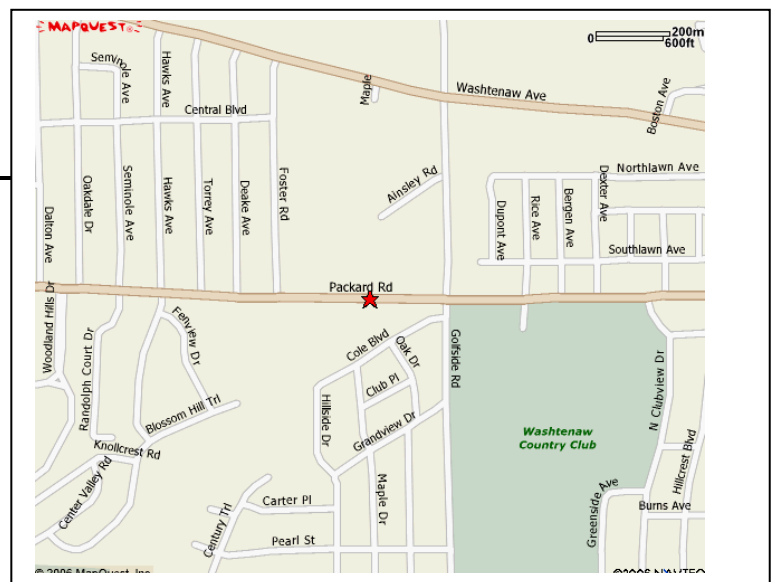 MAPQUEST®
0 200m
600ft
Seminole Ave
Hawks Ave
Central Blvd
Maple
Washtenaw Ave
Boston Ave
Dalton Ave
Oakdale Dr
Seminole Ave
Hawks Ave
Torrey Ave
Deake Ave
Foster Rd
Ainsley Rd
Northlawn Ave
Dupont Ave
Rice Ave
Bergen Ave
Dexter Ave
Southlawn Ave
Packard Rd
Woodland Hills Dr
Randolph Court Dr
Fenview Dr
Cole Blvd
Oak Dr
Golfside Rd
N Clubview Dr
Club Pl
Hillside Dr
Blossom Hill Trl
Grandview Dr
Washtenaw
Country Club
Knollcrest Rd
Center Valley Rd
Maple Dr
Hillcrest Blvd
Greenside Ave
Century Trl
Carter Pl
Burns Ave
Pearl St
© 2006 MapQuest, Inc.
©2006 NAVTEQ